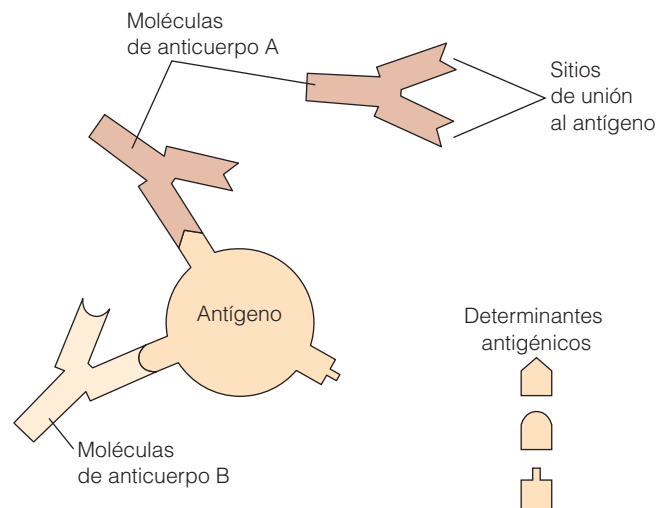 Moléculas
de anticuerpo A
Sitios
de unión
al antígeno
Antígeno
Determinantes
antigénicos
Moléculas
de anticuerpo B